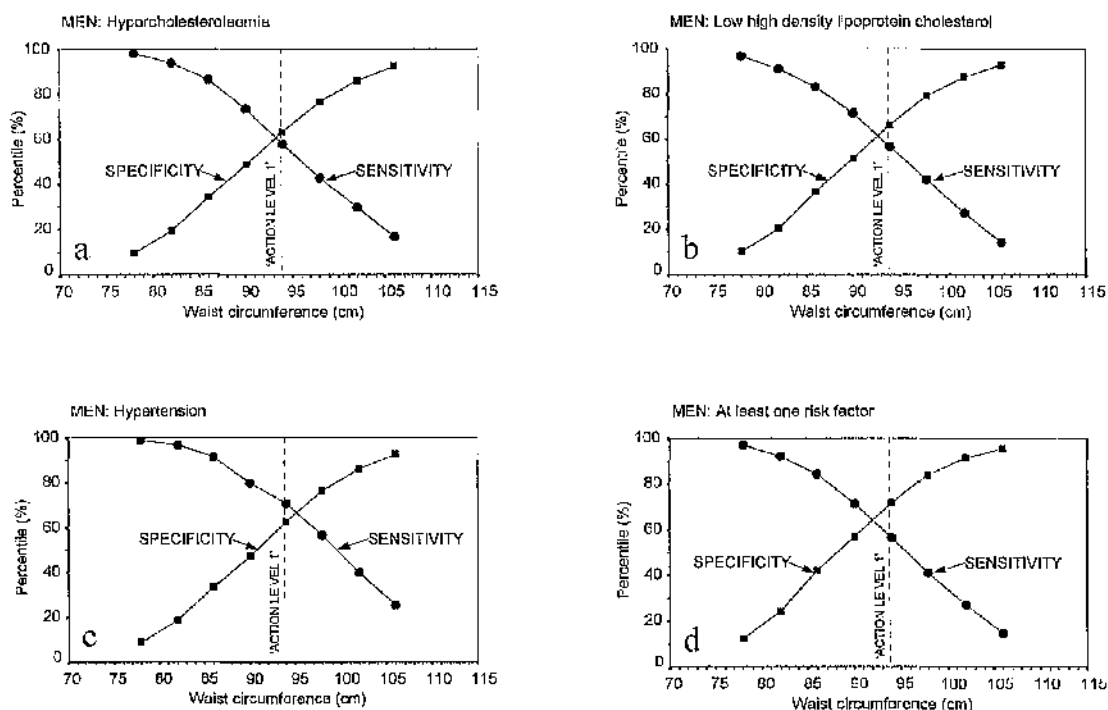 MEN: Hyporcholesterolaemia
100
80
60
40
20
0
Percentile (%)
SPECIFICITY
SENSITIVITY
'ACTION LEVEL 1'
a
70 75 80 85 90 95 100 105 110 115
Waist circumference (cm)
MEN: Low high density lipoprotein cholesterol
100
80
60
40
20
0
Percentile (%)
SPECIFICITY
SENSITIVITY
'ACTION LEVEL 1'
b
70 75 80 85 90 95 100 105 110 115
Waist circumference (cm)
MEN: Hypertension
100
80
60
40
20
0
Percentile (%)
SPECIFICITY
SENSITIVITY
'ACTION LEVEL 1'
c
70 75 80 85 90 95 100 105 110 115
Waist circumference (cm)
MEN: At least one risk factor
100
80
60
40
20
0
Percentile (%)
SPECIFICITY
SENSITIVITY
'ACTION LEVEL 1'
d
70 75 80 85 90 95 100 105 110 115
Waist circumference (cm)